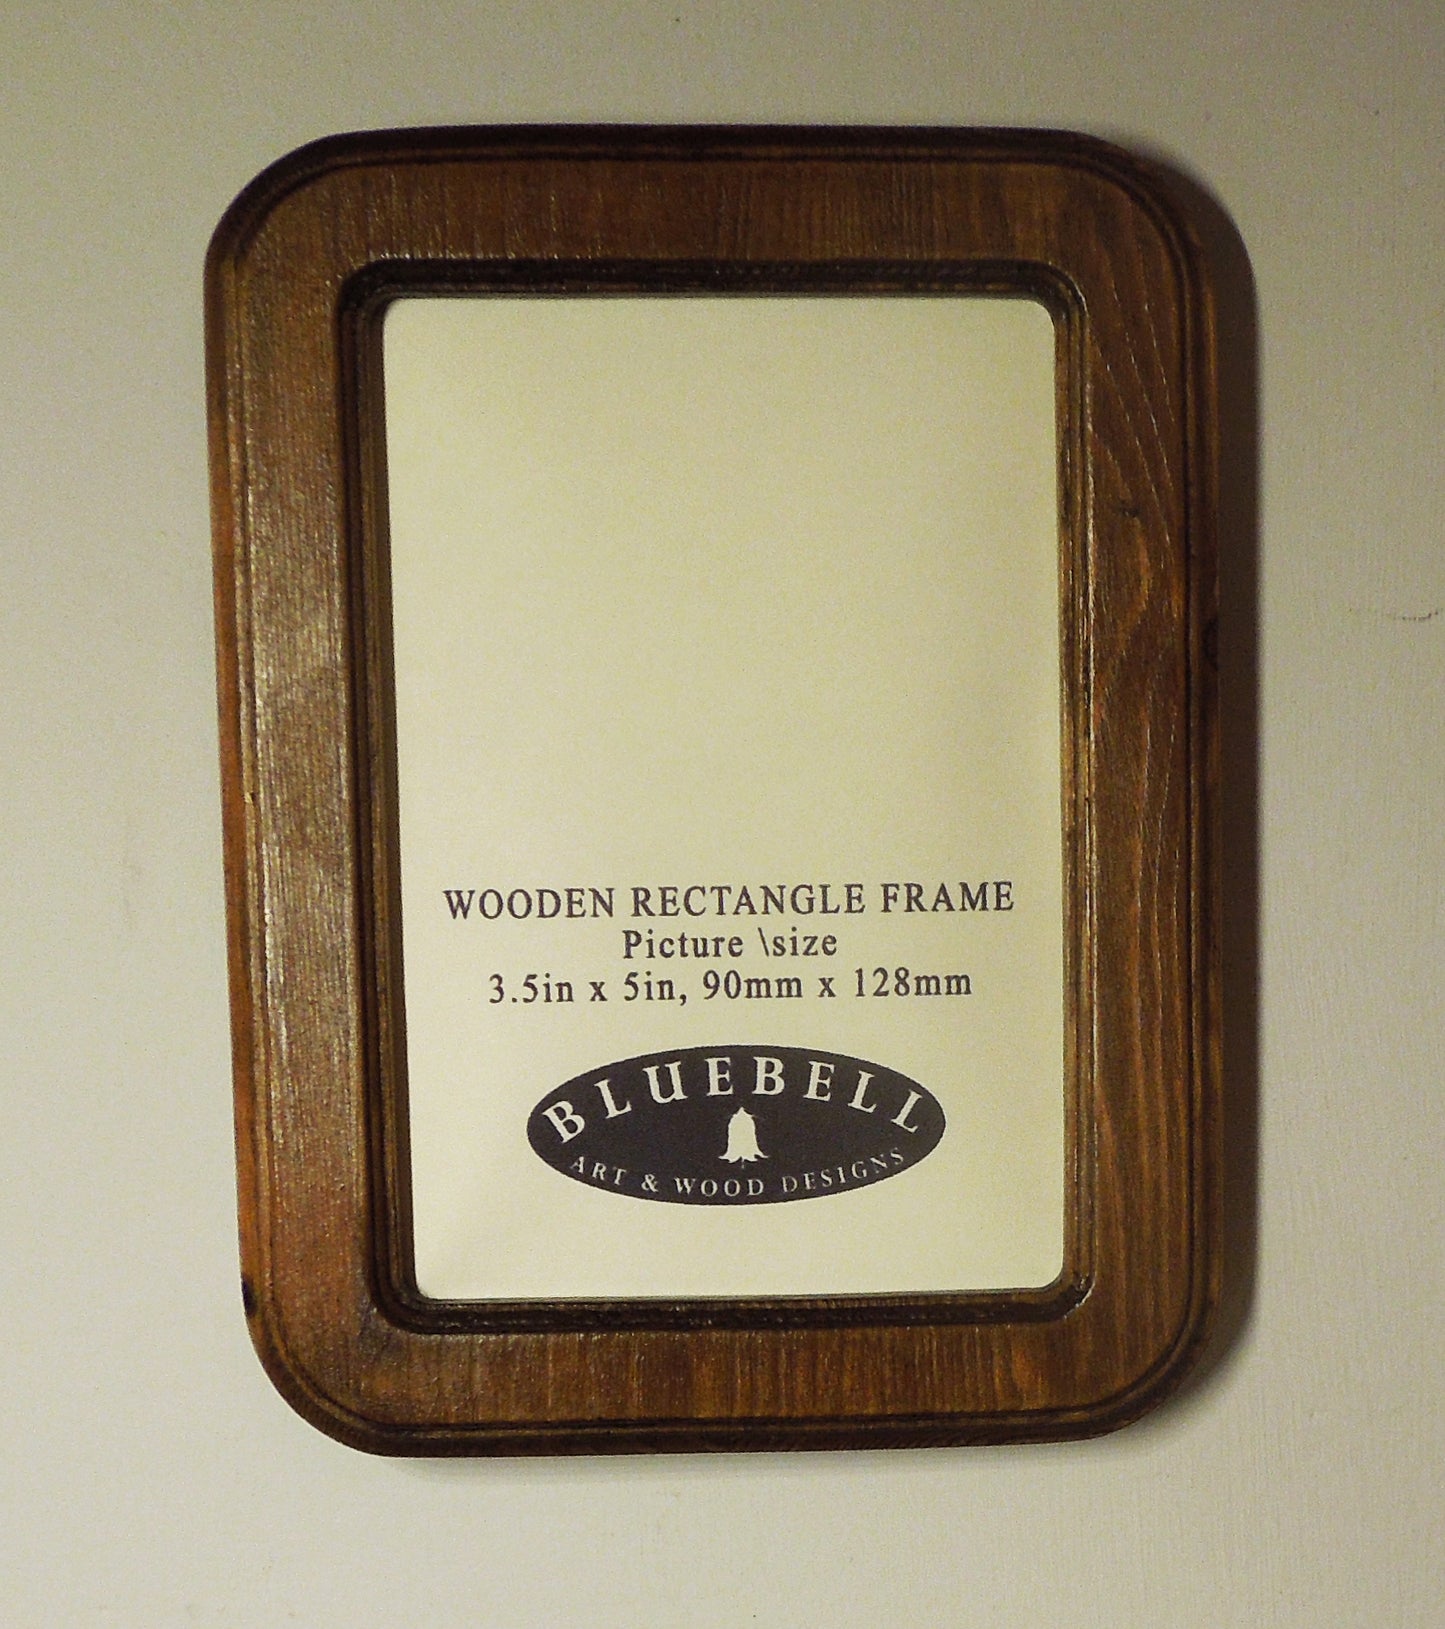 WOODEN RECTANGLE FRAME
Picture \size
3.5in x 5in, 90mm x 128mm
BLUEBELL
ART & WOOD DESIGNS